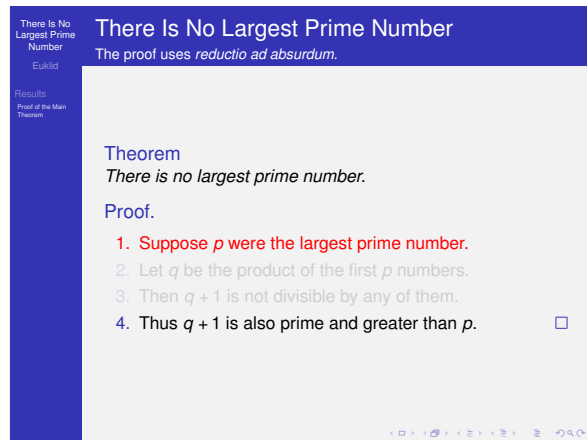 There Is No
Largest Prime
Number
Euklid
Results
Proof of the Main
Theorem
There Is No Largest Prime Number
The proof uses reductio ad absurdum.
Theorem
There is no largest prime number.
Proof.
1. Suppose p were the largest prime number.
2. Let q be the product of the first p numbers.
3. Then q + 1 is not divisible by any of them.
4. Thus q + 1 is also prime and greater than p.